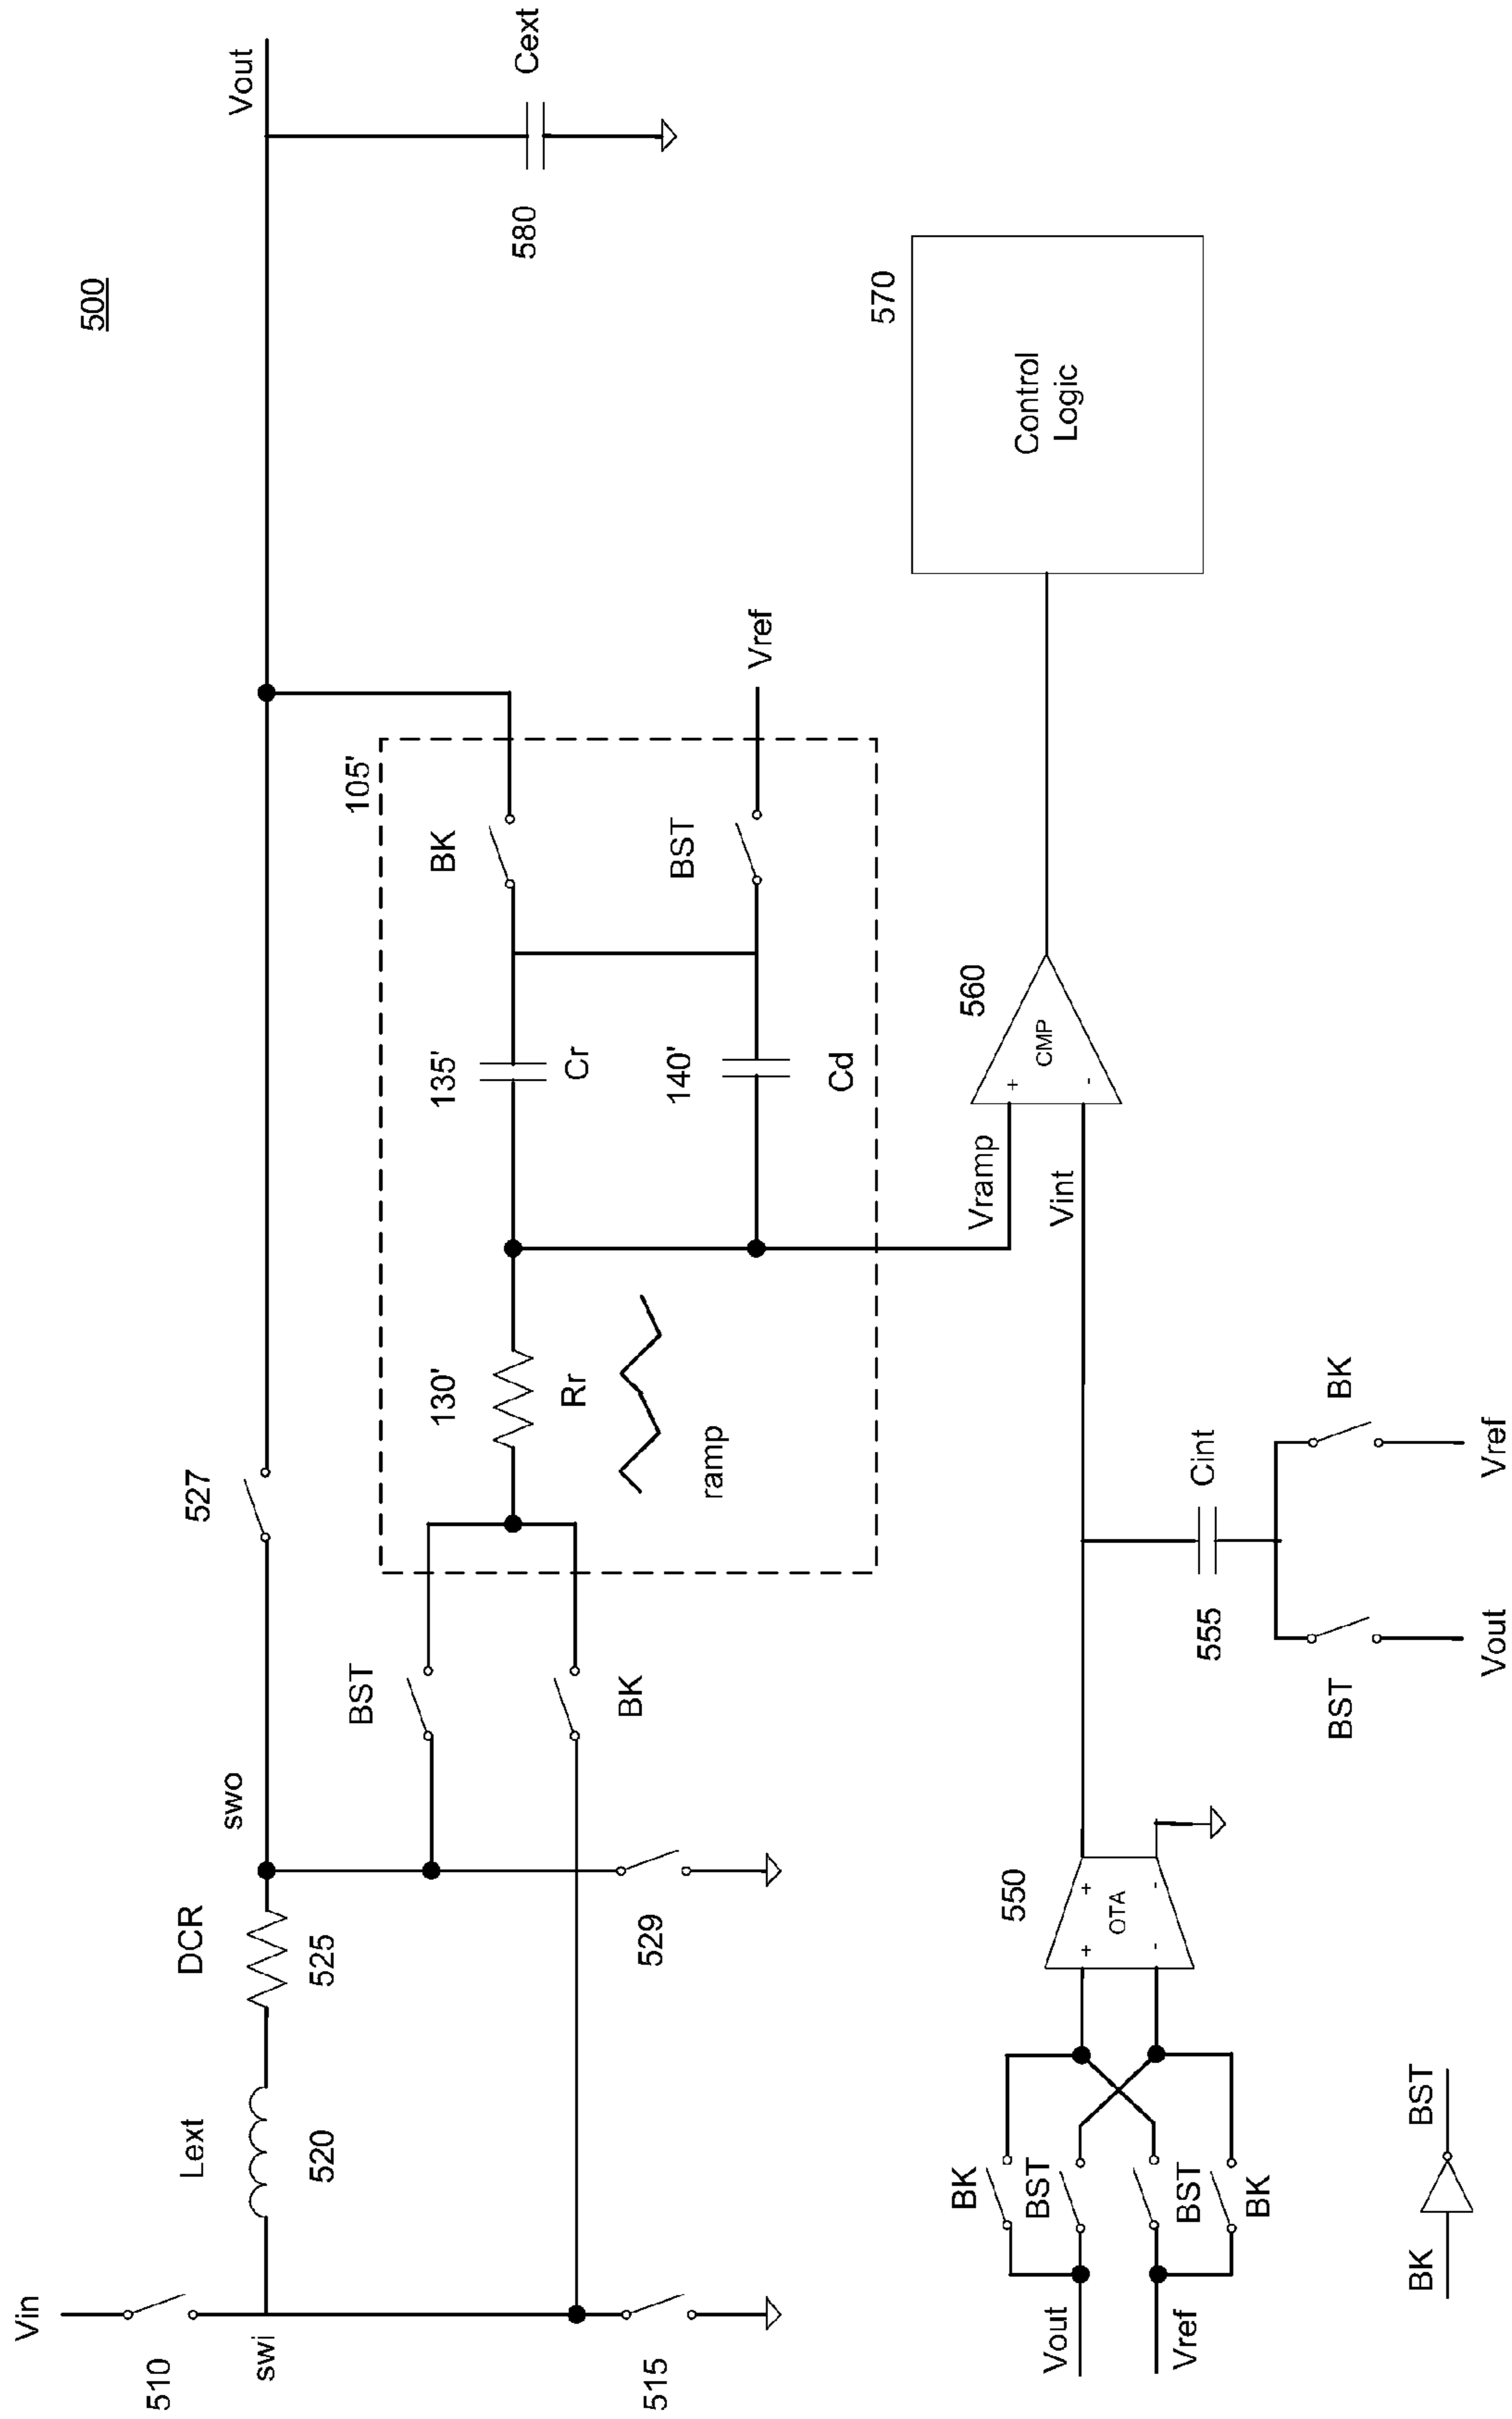 500
Vin
510
swi
515
Lext
520
DCR
525
swo
529
527
Vout
Cext
580
BST
BK
105'
130'
Rr
ramp
135'
Cr
140'
Cd
BK
BST
Vref
Vramp
Vint
560
CMP
+
-
570
Control
Logic
Vout
Vref
BK
BST
BST
BK
550
OTA
+
-
+
-
555
Cint
BST
BK
Vout
Vref
BK
BST